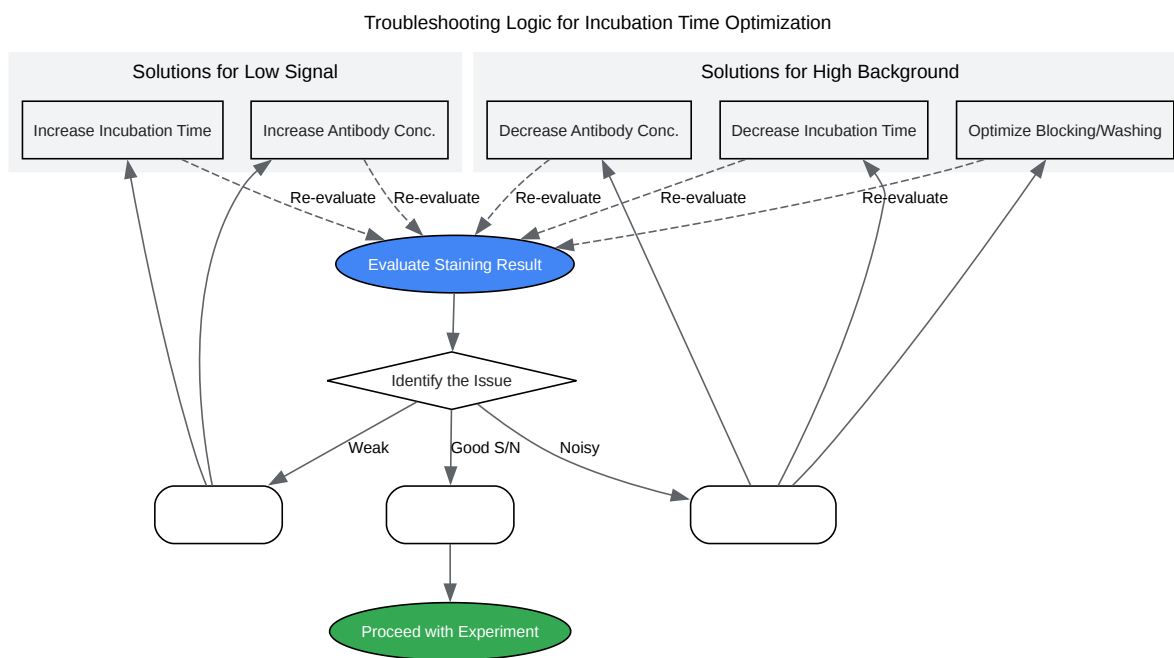 Troubleshooting Logic for Incubation Time Optimization
Solutions for Low Signal
Solutions for High Background
Increase Incubation Time
Increase Antibody Conc.
Decrease Antibody Conc.
Decrease Incubation Time
Optimize Blocking/Washing
Re-evaluate
Re-evaluate
Re-evaluate
Re-evaluate
Re-evaluate
Evaluate Staining Result
Identify the Issue
Weak
Good S/N
Noisy
Proceed with Experiment